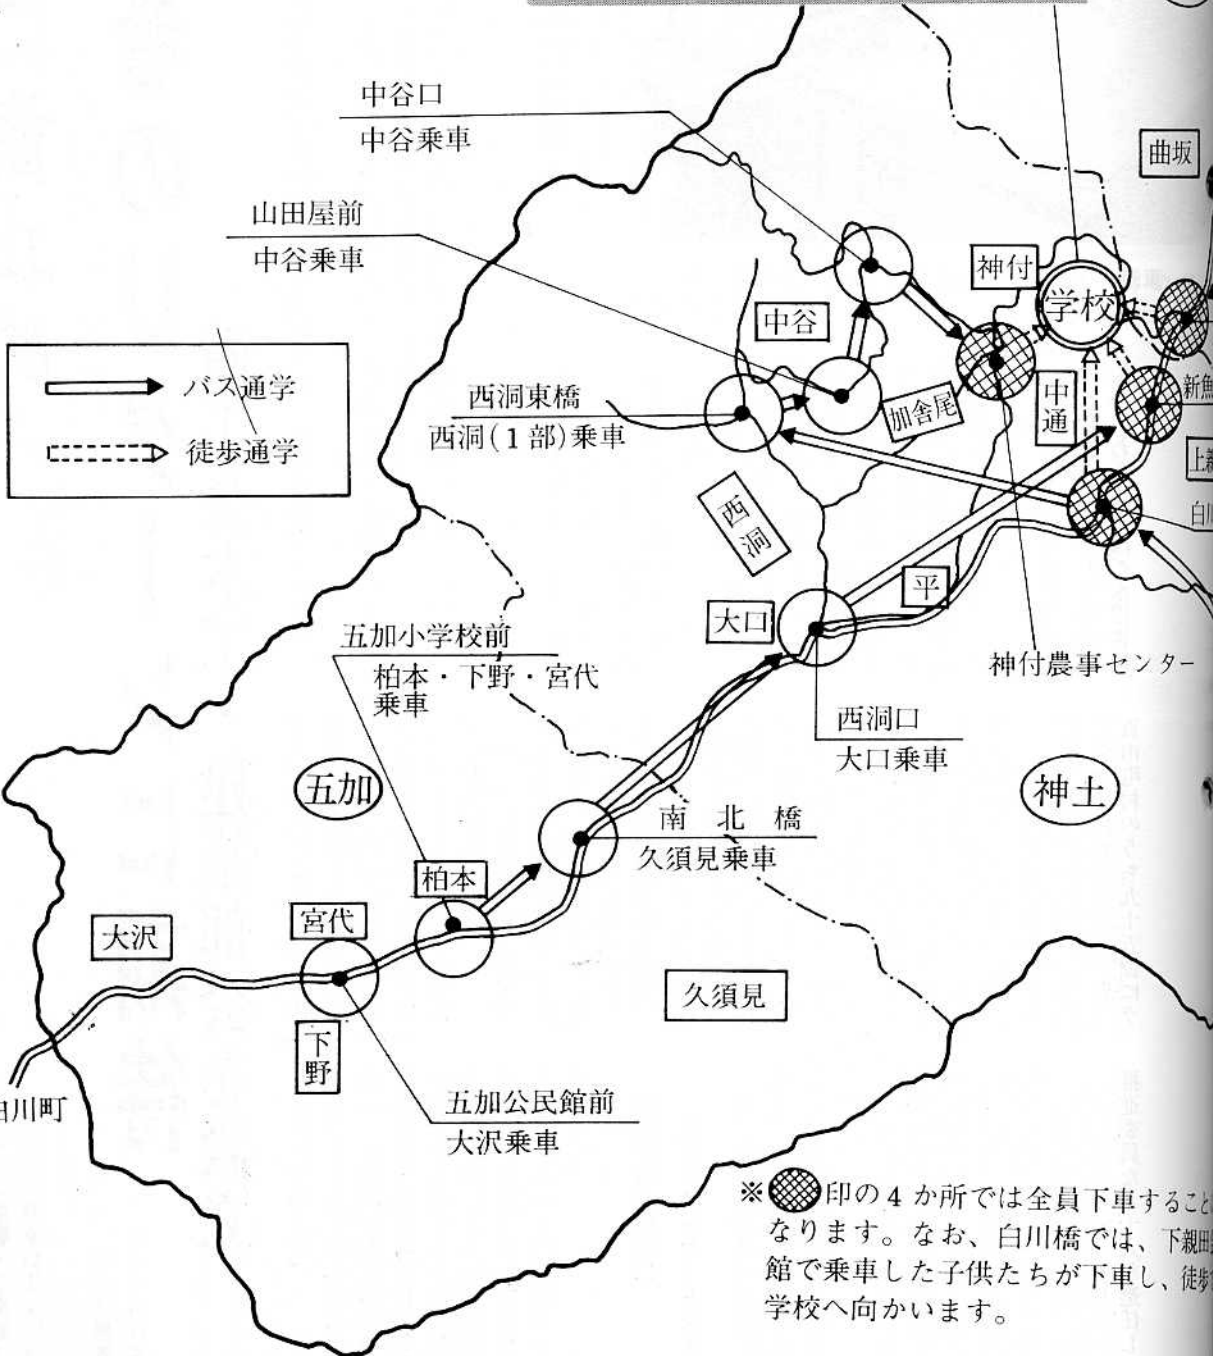 中谷口
中谷乗車
曲坂
山田屋前
中谷乗車
神付
学校
中谷
バス通学
徒歩通学
西洞東橋
西洞(1部)乗車
加舎尾
中通
西洞
平
大口
五加小学校前
柏本・下野・宮代
乗車
神付農事センター
西洞口
大口乗車
五加
神土
南北橋
久須見乗車
柏本
宮代
大沢
久須見
下野
白川町
五加公民館前
大沢乗車
※印の4か所では全員下車すること
なります。なお、白川橋では、下親田
館で乗車した子供たちが下車し、徒歩
学校へ向かいます。